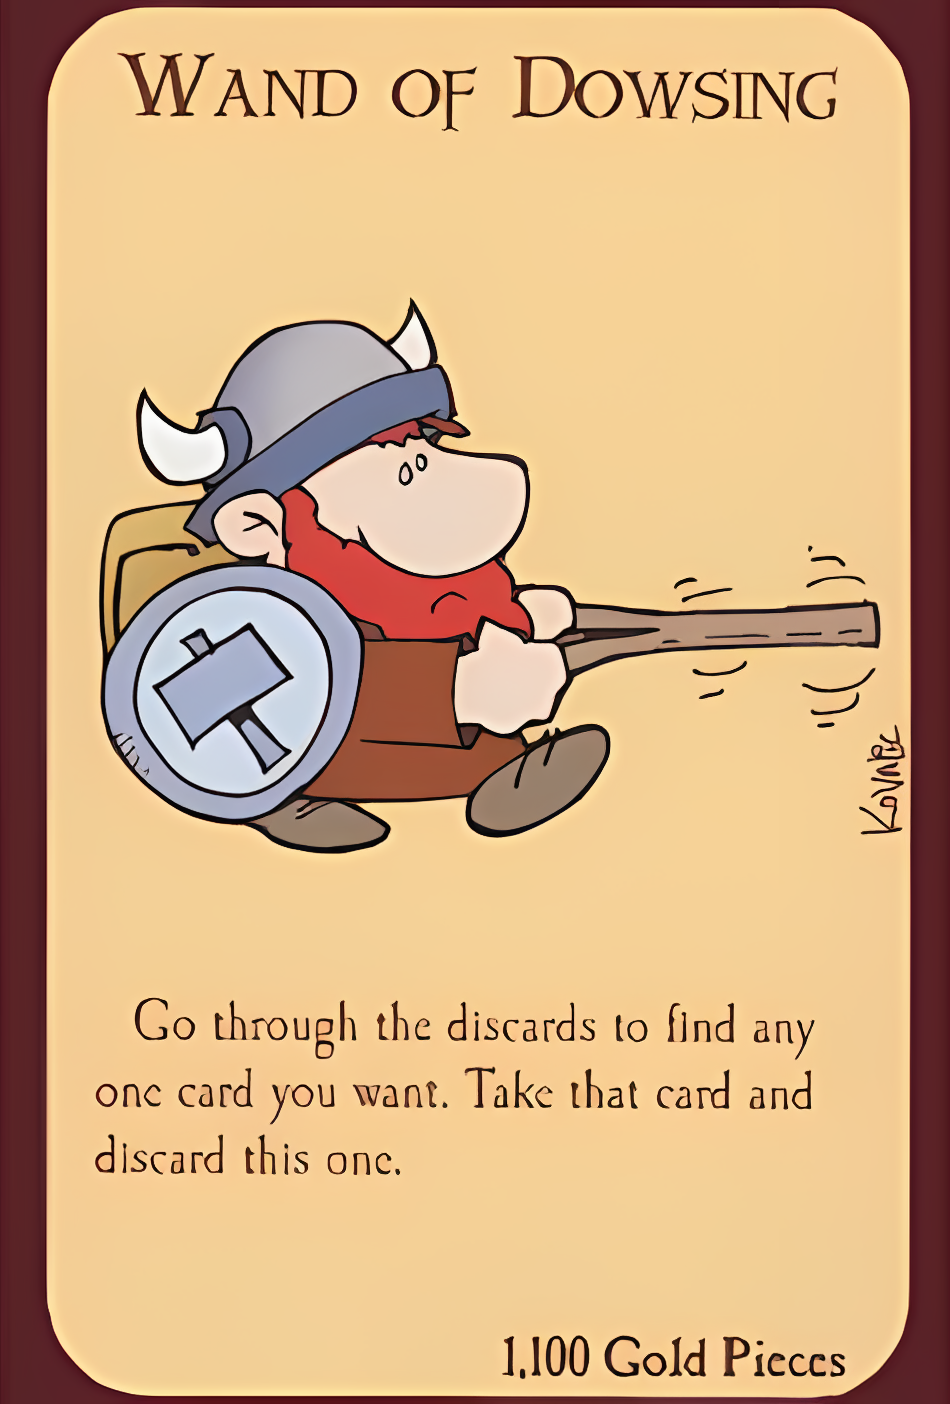 Wand of Dowsing
Kovalic
Go through the discards to find any
one card you want. Take that card and
discard this one.
1,100 Gold Pieces